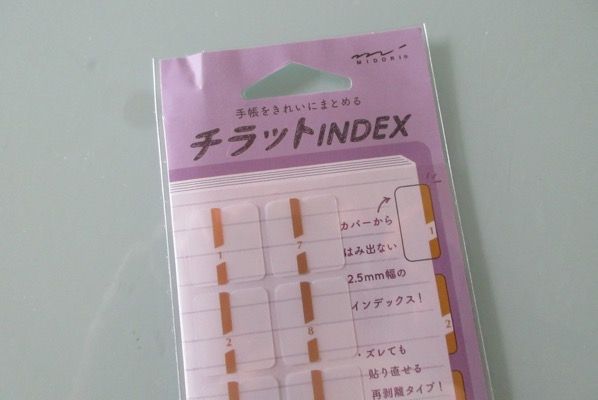 MIDORI
手帳をきれいにまとめる
チラットINDEX
カバーから
はみ出ない
2.5mm幅の
インデックス！
・ズレても
貼り直せる
再剥離タイプ！
1
7
2
8
1
2